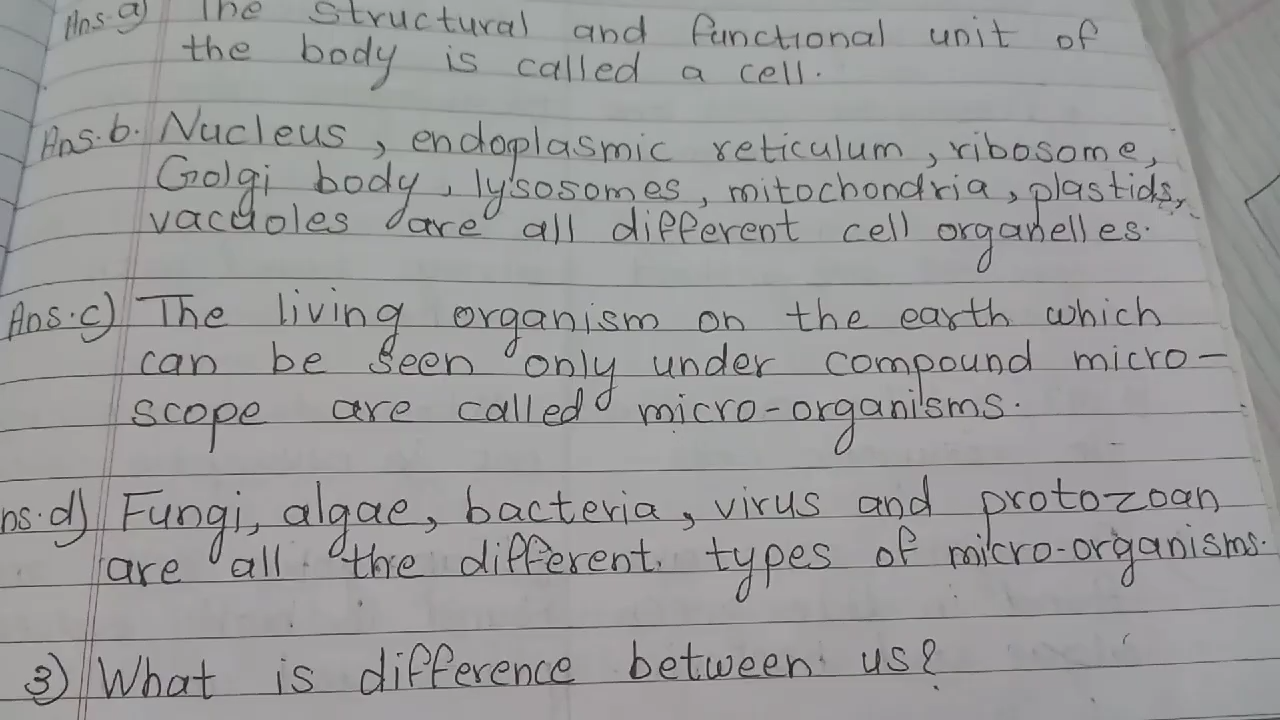 Ans.a) The structural and functional unit of
the body is called a cell.
Ans.b. Nucleus, endoplasmic reticulum, ribosome,
Golgi body, lysosomes, mitochondria, plastids,
vacuoles are all different cell organelles.
Ans.c) The living organism on the earth which
can be seen only under compound micro-
scope are called micro-organisms.
ns.d) Fungi, algae, bacteria, virus and protozoan
are all the different types of micro-organisms.
3) What is difference between us?